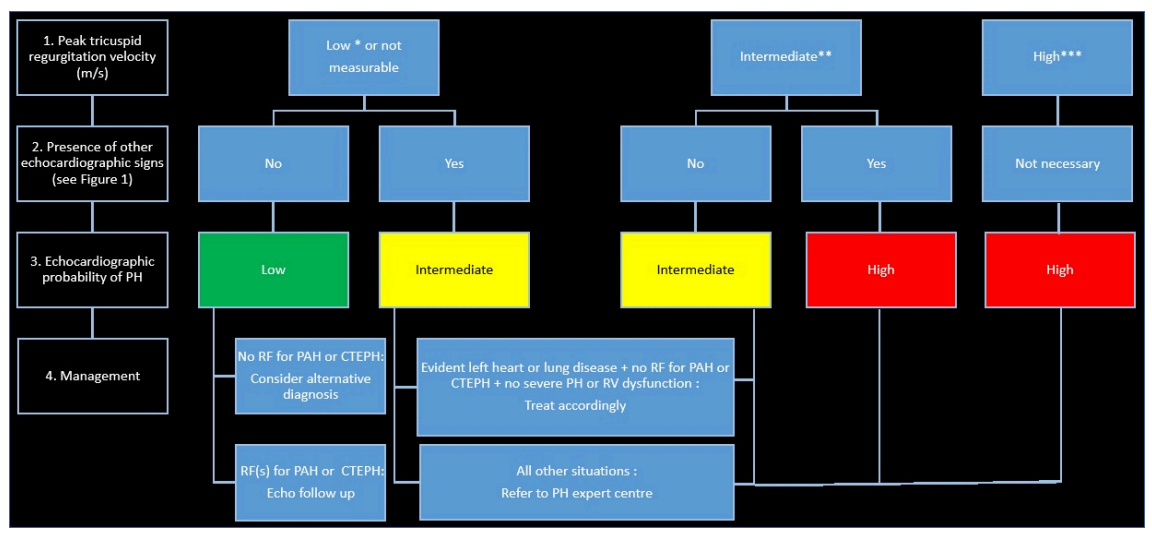 1. Peak tricuspid
regurgitation velocity
(m/s)
Low * or not
measurable
Intermediate**
High***
2. Presence of other
echocardiographic signs
(see Figure 1)
No
Yes
No
Yes
Not necessary
3. Echocardiographic
probability of PH
Low
Intermediate
Intermediate
High
High
4. Management
No RF for PAH or CTEPH:
Consider alternative
diagnosis
Evident left heart or lung disease + no RF for PAH or
CTEPH + no severe PH or RV dysfunction :
Treat accordingly
RF(s) for PAH or CTEPH:
Echo follow up
All other situations :
Refer to PH expert centre